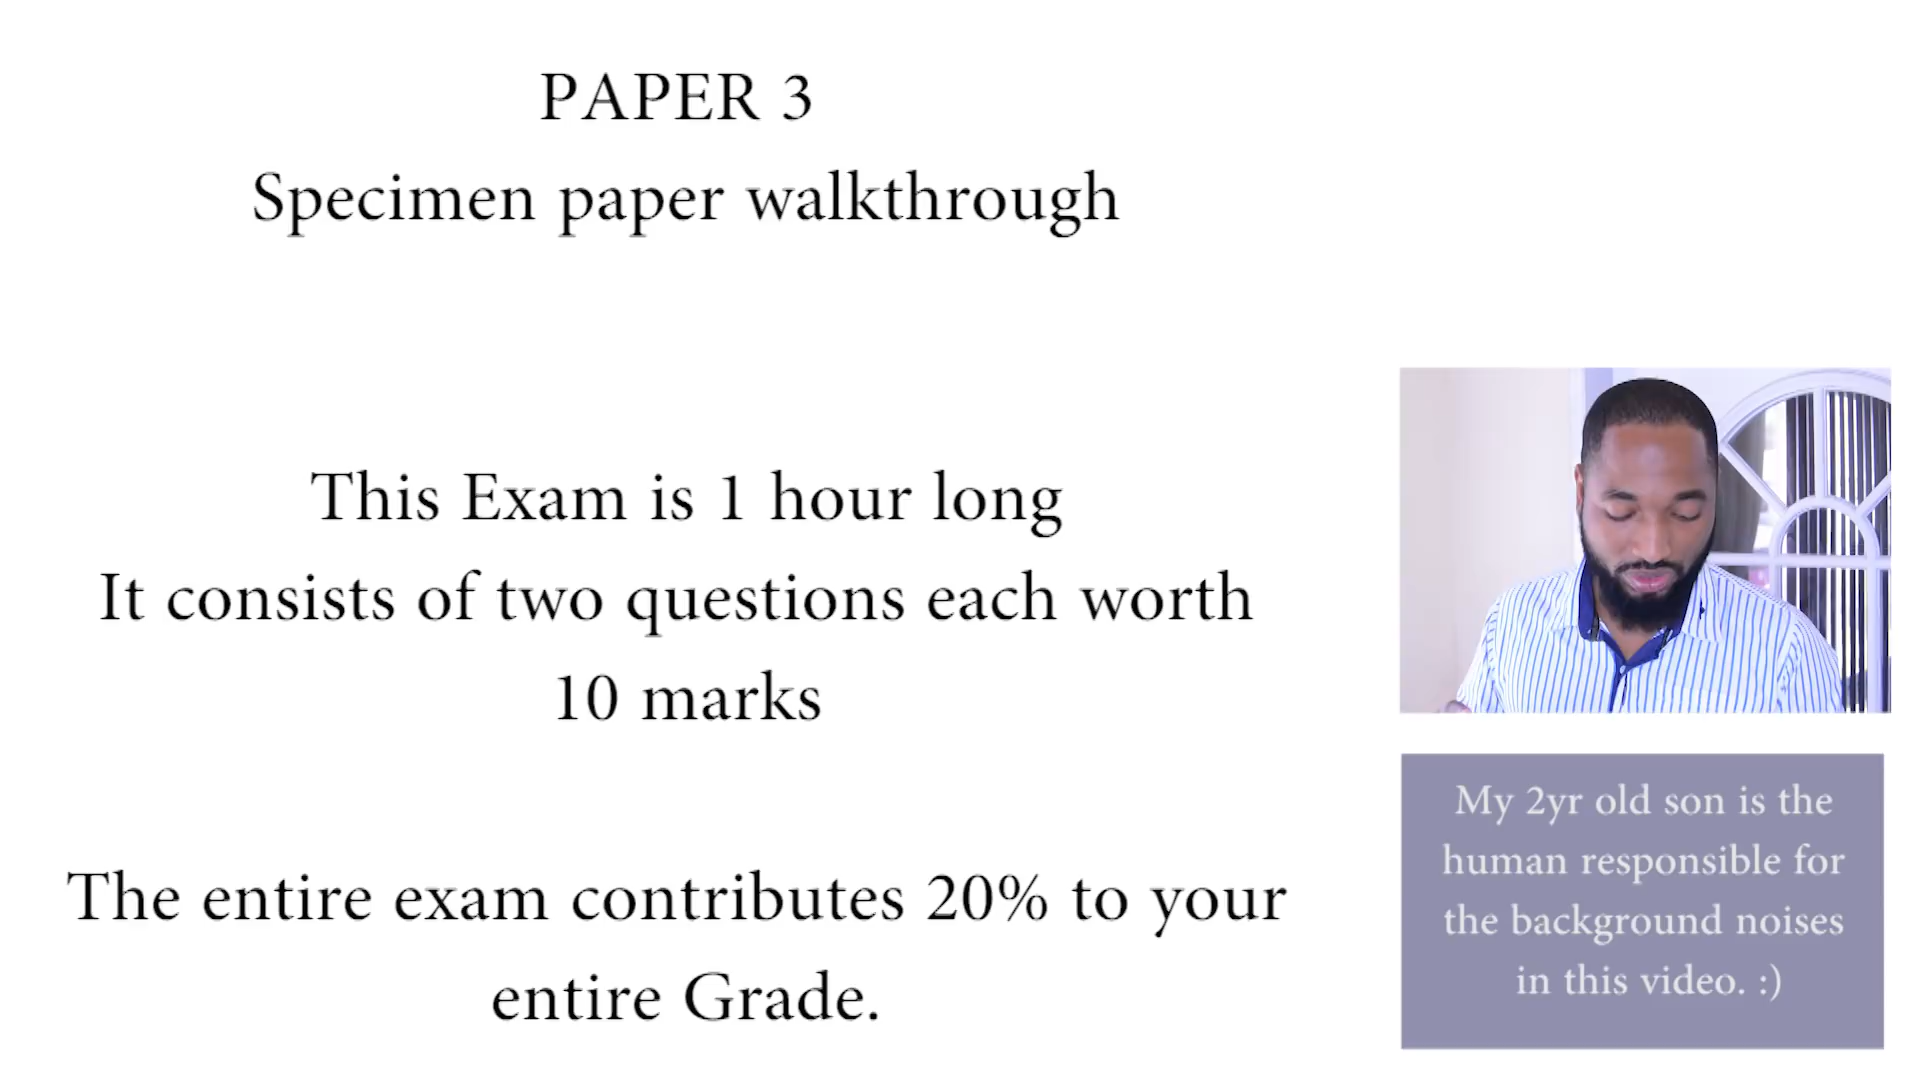 PAPER 3
Specimen paper walkthrough
This Exam is 1 hour long
It consists of two questions each worth
10 marks
The entire exam contributes 20% to your
entire Grade.
My 2yr old son is the
human responsible for
the background noises
in this video. :)